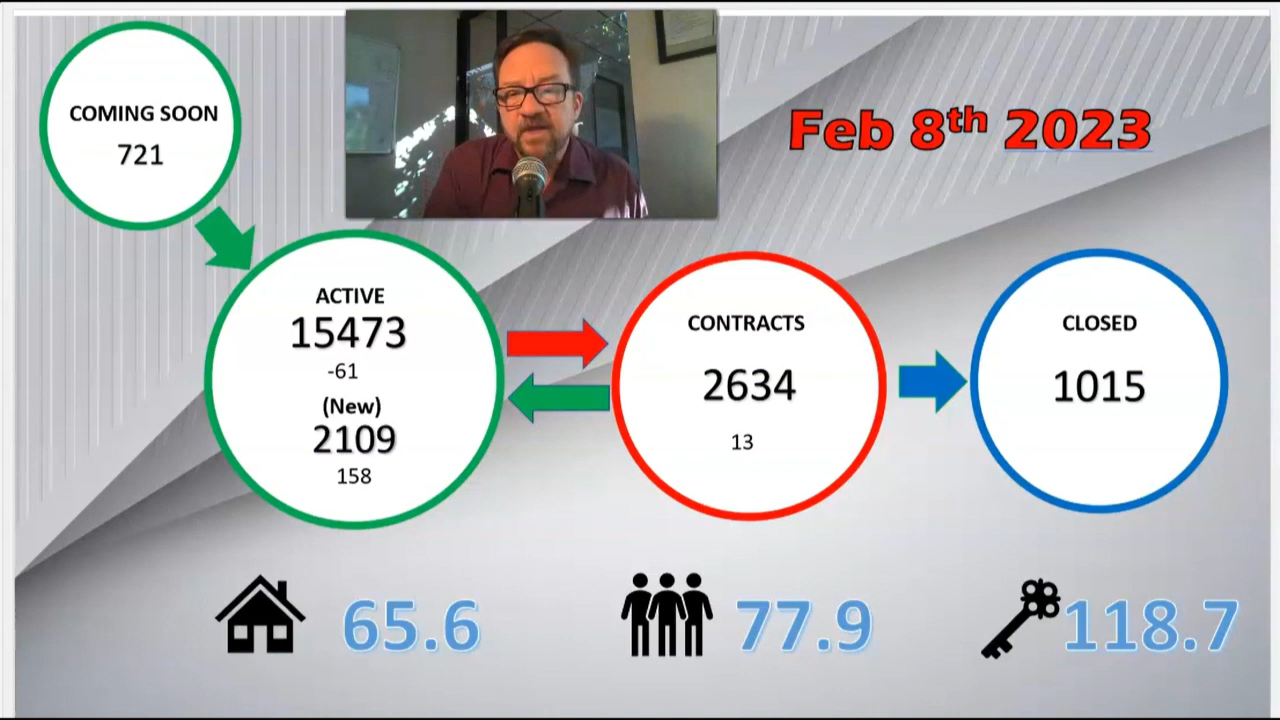 COMING SOON
721
Feb 8th 2023
ACTIVE
15473
-61
(New)
2109
158
CONTRACTS
2634
13
CLOSED
1015
65.6
77.9
118.7